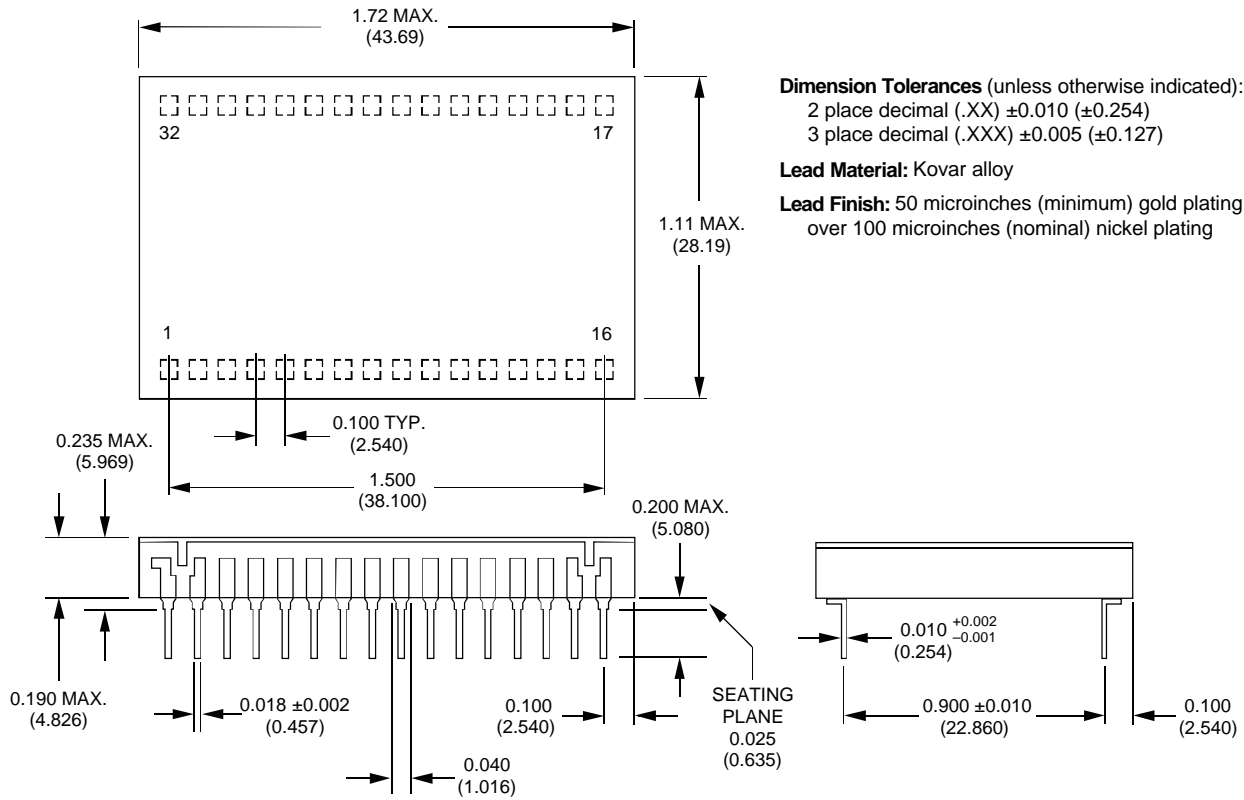 1.72 MAX.
(43.69)
Dimension Tolerances (unless otherwise indicated):
2 place decimal (.XX) ±0.010 (±0.254)
3 place decimal (.XXX) ±0.005 (±0.127)
Lead Material: Kovar alloy
Lead Finish: 50 microinches (minimum) gold plating
over 100 microinches (nominal) nickel plating
32
17
1.11 MAX.
(28.19)
1
16
0.100 TYP.
(2.540)
0.235 MAX.
(5.969)
1.500
(38.100)
0.200 MAX.
(5.080)
0.190 MAX.
(4.826)
0.018 ±0.002
(0.457)
0.040
(1.016)
0.100
(2.540)
SEATING
PLANE
0.025
(0.635)
0.010 +0.002
–0.001
(0.254)
0.900 ±0.010
(22.860)
0.100
(2.540)